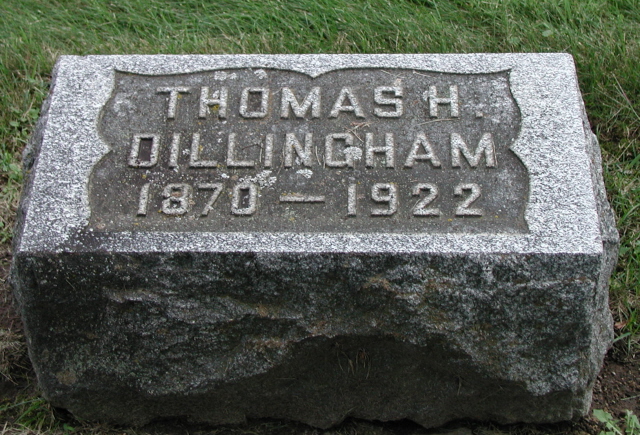 THOMAS H.
DILLINGHAM
1870 — 1922